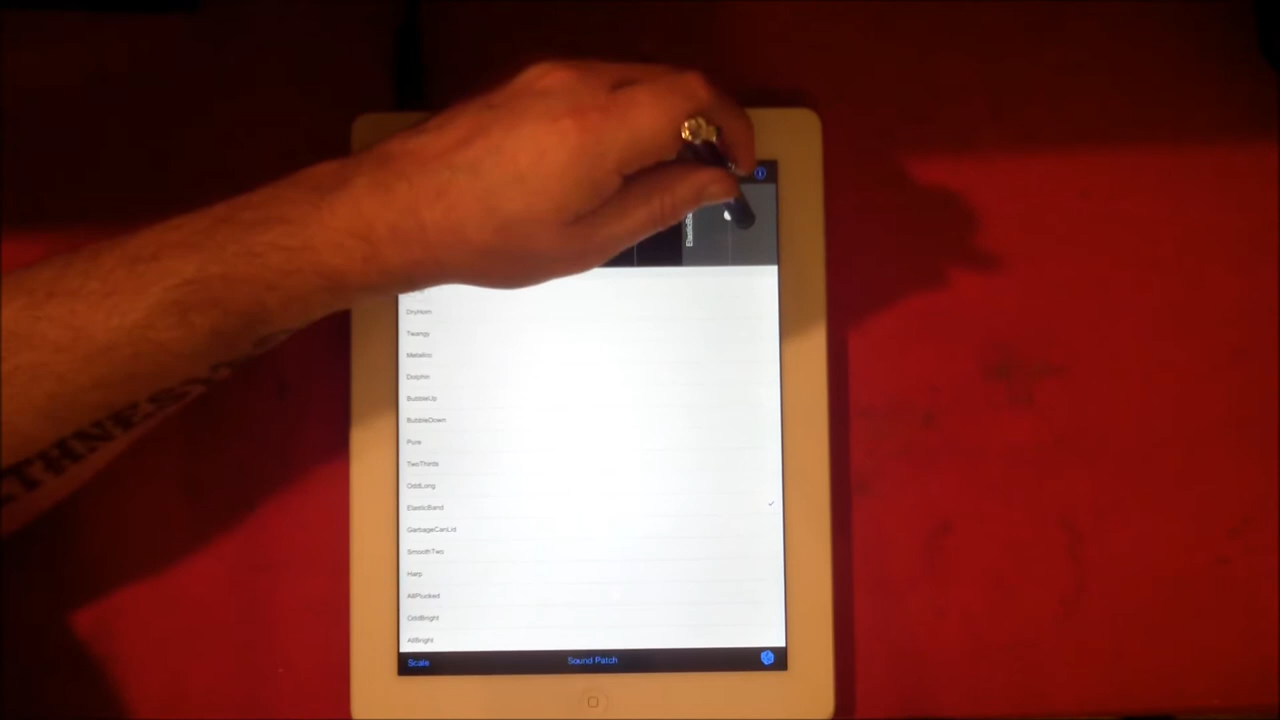 DryHorn
Twangy
Metallic
Dolphin
BubbleUp
BubbleDown
Pure
TwoThirds
OddLong
ElasticBand
GarbageCanLid
SmoothTwo
Harp
AllPlucked
OddBright
AllBright
Scale
Sound Patch